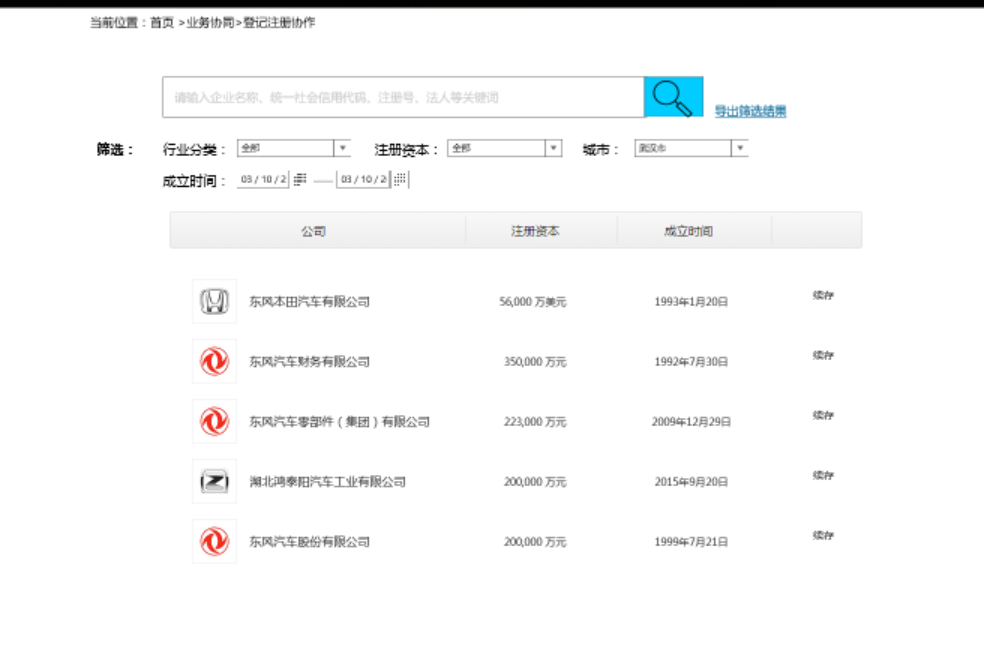 当前位置：首页 >业务协同>登记注册协作
请输入企业名称、统一社会信用代码、注册号、法人等关键词
导出筛选结果
筛选： 行业分类： 全部 注册资本： 全部 城市： 武汉市
成立时间： 03 / 10 / 2 03 / 10 / 2
公司 注册资本 成立时间
东风本田汽车有限公司 56,000 万美元 1993年1月20日 续存
东风汽车财务有限公司 350,000 万元 1992年7月30日 续存
东风汽车零部件（集团）有限公司 223,000 万元 2009年12月29日 续存
湖北鸿泰阳汽车工业有限公司 200,000 万元 2015年9月20日 续存
东风汽车股份有限公司 200,000 万元 1999年7月21日 续存